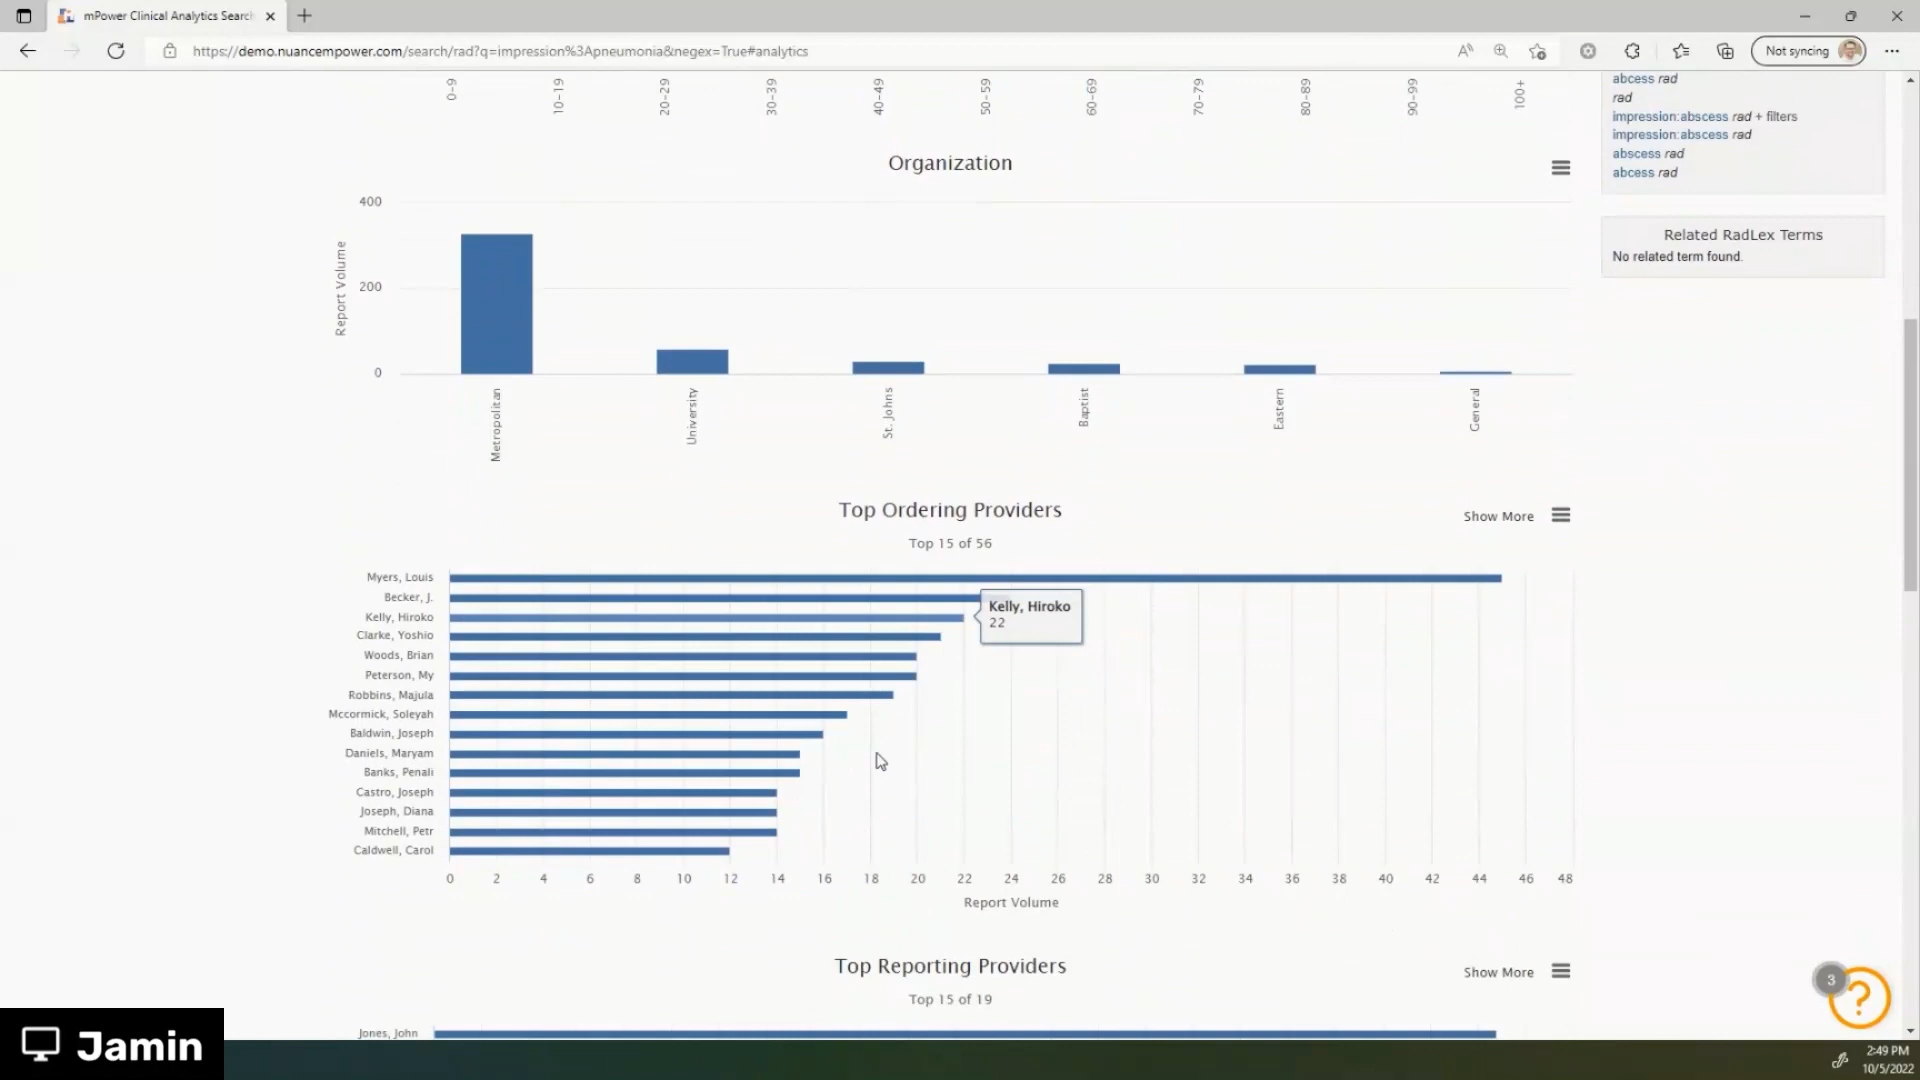 mPower Clinical Analytics Search
https://demo.nuancempower.com/search/rad?q=impression%3Apneumonia&negex=True#analytics
Not syncing
0-9
10-19
20-29
30-39
40-49
50-59
60-69
70-79
80-89
90-99
100+
abcess rad
rad
impression:abscess rad + filters
impression:abscess rad
abscess rad
abcess rad
Related RadLex Terms
No related term found.
Organization
Report Volume
400
200
0
Metropolitan
University
St. Johns
Baptist
Eastern
General
Top Ordering Providers
Show More
Top 15 of 56
Myers, Louis
Becker, J.
Kelly, Hiroko
Clarke, Yoshio
Woods, Brian
Peterson, My
Robbins, Majula
Mccormick, Soleyah
Baldwin, Joseph
Daniels, Maryam
Banks, Penali
Castro, Joseph
Joseph, Diana
Mitchell, Petr
Caldwell, Carol
Kelly, Hiroko
22
0 2 4 6 8 10 12 14 16 18 20 22 24 26 28 30 32 34 36 38 40 42 44 46 48
Report Volume
Top Reporting Providers
Show More
Top 15 of 19
Jones, John
3
?
Jamin
2:49 PM
10/5/2022